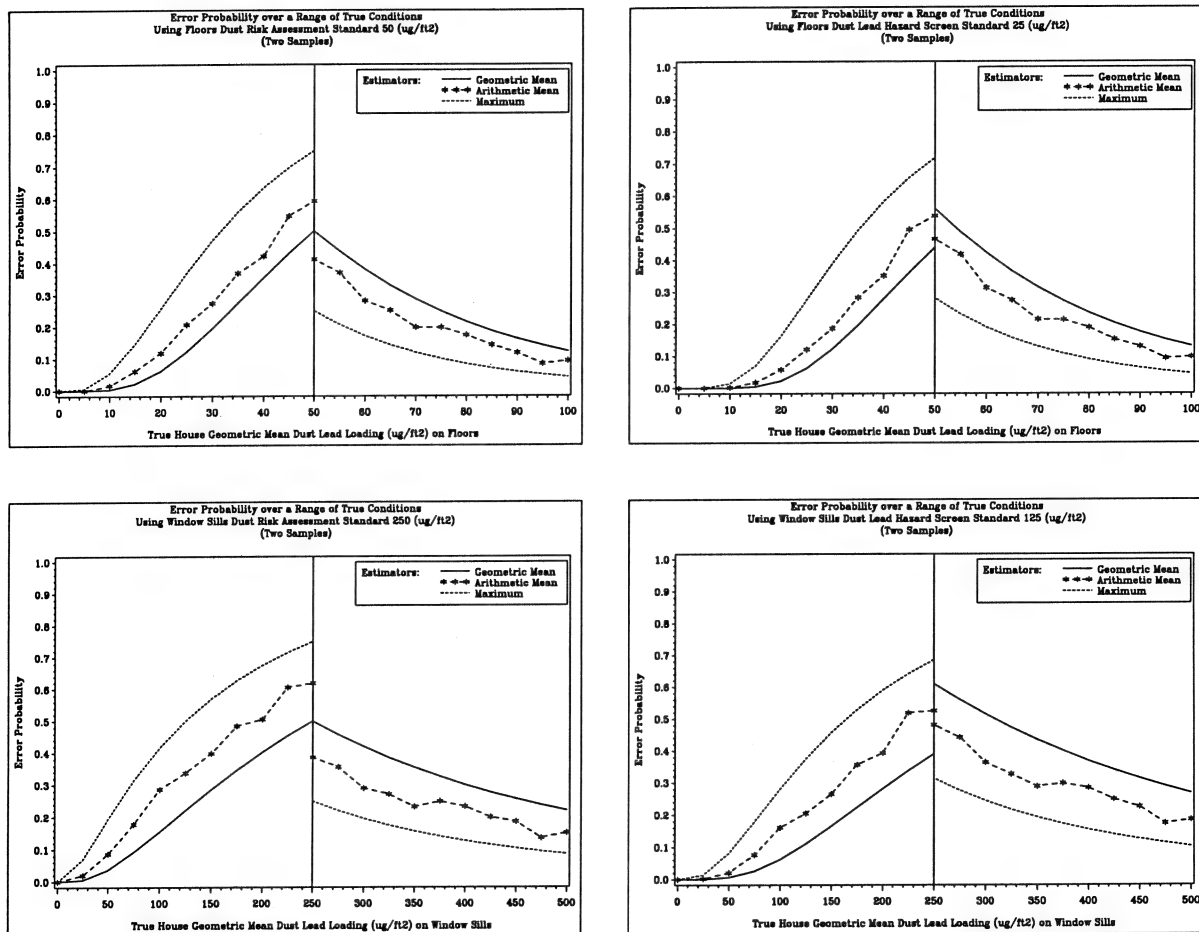 Error Probability over a Range of True Conditions
Using Floors Dust Risk Assessment Standard 50 (ug/ft2)
(Two Samples)
Estimators: Geometric Mean
Arithmetic Mean
Maximum
Error Probability
1.0
0.9
0.8
0.7
0.6
0.5
0.4
0.3
0.2
0.1
0.0
0 10 20 30 40 50 60 70 80 90 100
True House Geometric Mean Dust Lead Loading (ug/ft2) on Floors
Error Probability over a Range of True Conditions
Using Floors Dust Lead Hazard Screen Standard 25 (ug/ft2)
(Two Samples)
Estimators: Geometric Mean
Arithmetic Mean
Maximum
Error Probability
1.0
0.9
0.8
0.7
0.6
0.5
0.4
0.3
0.2
0.1
0.0
0 10 20 30 40 50 60 70 80 90 100
True House Geometric Mean Dust Lead Loading (ug/ft2) on Floors
Error Probability over a Range of True Conditions
Using Window Sills Dust Risk Assessment Standard 250 (ug/ft2)
(Two Samples)
Estimators: Geometric Mean
Arithmetic Mean
Maximum
Error Probability
1.0
0.9
0.8
0.7
0.6
0.5
0.4
0.3
0.2
0.1
0.0
0 50 100 150 200 250 300 350 400 450 500
True House Geometric Mean Dust Lead Loading (ug/ft2) on Window Sills
Error Probability over a Range of True Conditions
Using Window Sills Dust Lead Hazard Screen Standard 125 (ug/ft2)
(Two Samples)
Estimators: Geometric Mean
Arithmetic Mean
Maximum
Error Probability
1.0
0.9
0.8
0.7
0.6
0.5
0.4
0.3
0.2
0.1
0.0
0 50 100 150 200 250 300 350 400 450 500
True House Geometric Mean Dust Lead Loading (ug/ft2) on Window Sills